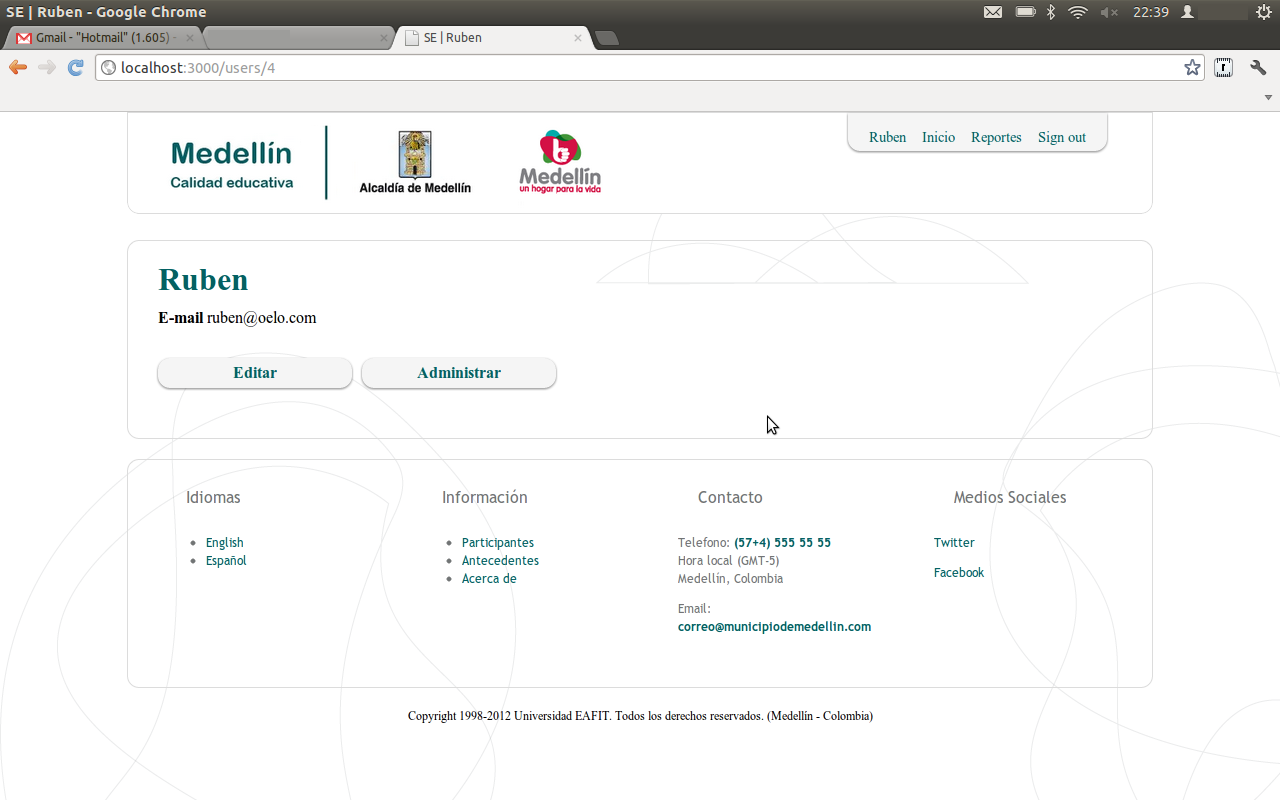 SE | Ruben - Google Chrome
22:39
Gmail - "Hotmail" (1.605) -
SE | Ruben
localhost:3000/users/4
Medellín
Calidad educativa
Alcaldía de Medellín
Medellín
un hogar para la vida
Ruben Inicio Reportes Sign out
Ruben
E-mail ruben@oelo.com
Editar Administrar
Idiomas
English
Español
Información
Participantes
Antecedentes
Acerca de
Contacto
Telefono: (57+4) 555 55 55
Hora local (GMT-5)
Medellín, Colombia
Email:
correo@municipiodemedellin.com
Medios Sociales
Twitter
Facebook
Copyright 1998-2012 Universidad EAFIT. Todos los derechos reservados. (Medellín - Colombia)